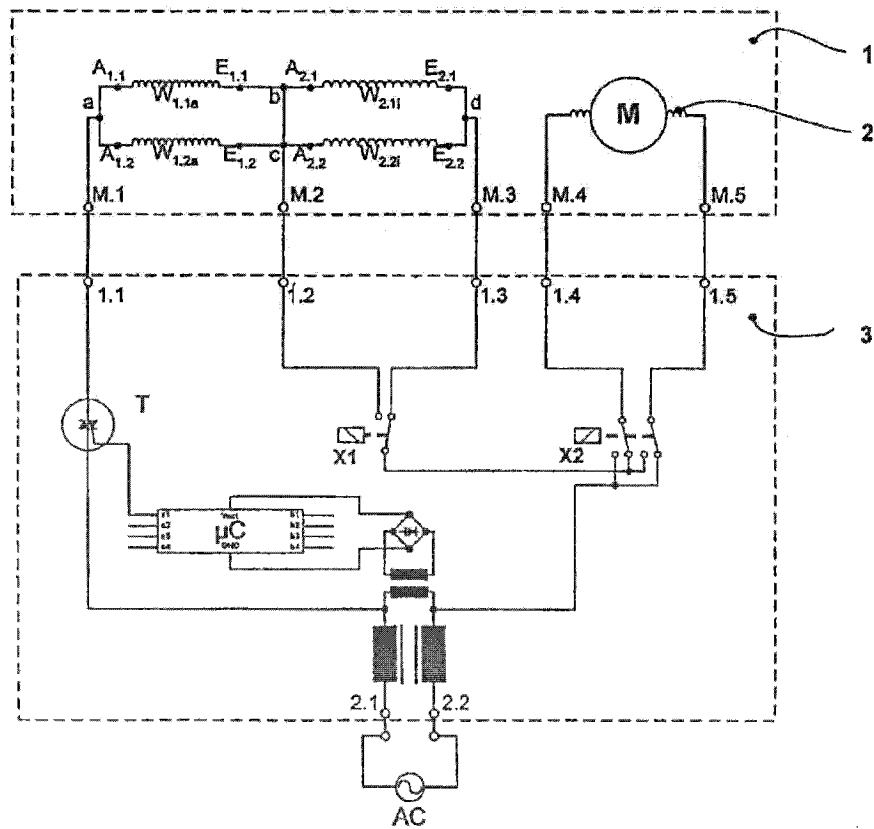 1
A1.1 E1.1 A2.1 E2.1
a W1.1a b W2.1i d M 2
W1.2a W2.2i
A1.2 E1.2 c A2.2 E2.2
M.1 M.2 M.3 M.4 M.5
1.1 1.2 1.3 1.4 1.5
3
T
X1 X2
µC
GND
2.1 2.2
AC